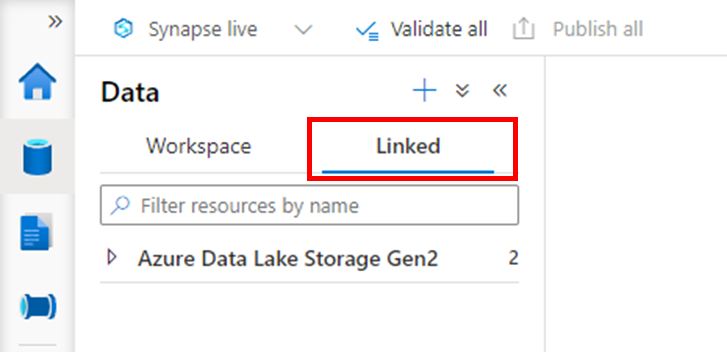 Synapse live Validate all Publish all
Data
Workspace Linked
Filter resources by name
Azure Data Lake Storage Gen2 2